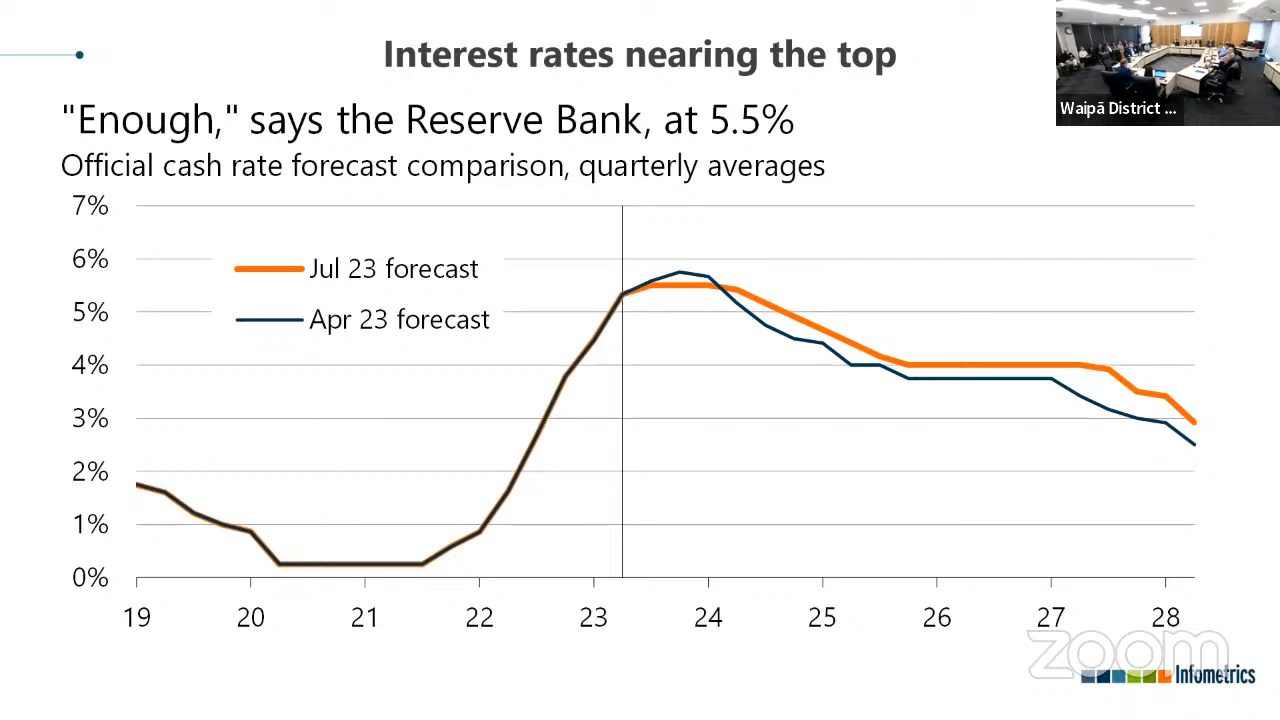 Interest rates nearing the top
Waipā District ...
"Enough," says the Reserve Bank, at 5.5%
Official cash rate forecast comparison, quarterly averages
7%
6%
5%
4%
3%
2%
1%
0%
Jul 23 forecast
Apr 23 forecast
19 20 21 22 23 24 25 26 27 28
zoom
Infometrics